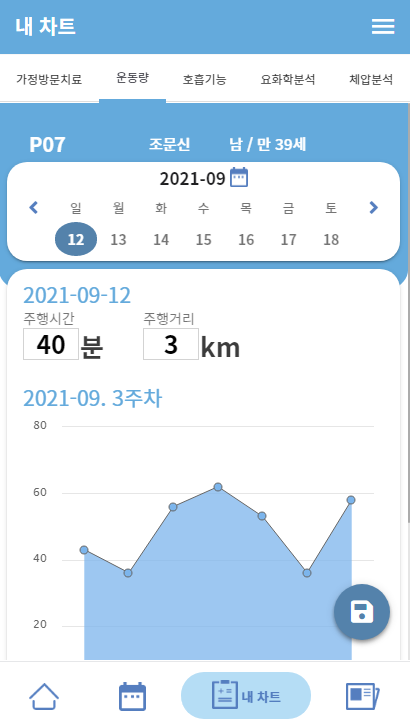 내 차트
가정방문치료 운동량 호흡기능 요화학분석 체압분석
P07 조문신 남 / 만 39세
2021-09
일 월 화 수 목 금 토
12 13 14 15 16 17 18
2021-09-12
주행시간 주행거리
40 분 3 km
2021-09. 3주차
80
60
40
20
내 차트